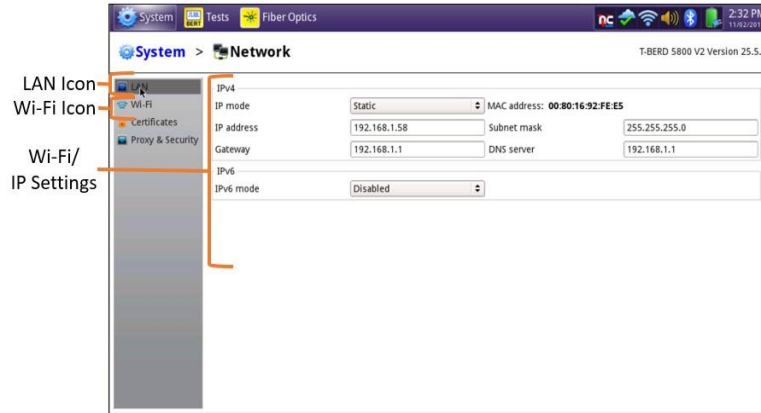 System Tests Fiber Optics 2:32 PM
11/02/201
System > Network T-BERD 5800 V2 Version 25.5.
LAN Icon
Wi-Fi Icon
Wi-Fi/
IP Settings
LAN
Wi-Fi
Certificates
Proxy & Security
IPv4
IP mode Static MAC address: 00:80:16:92:FE:E5
IP address 192.168.1.58 Subnet mask 255.255.255.0
Gateway 192.168.1.1 DNS server 192.168.1.1
IPv6
IPv6 mode Disabled